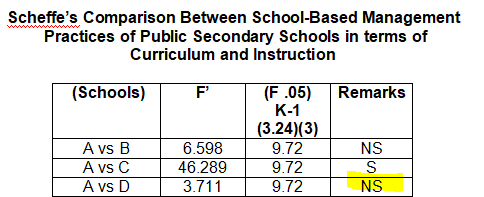 Scheffe's Comparison Between School-Based Management
Practices of Public Secondary Schools in terms of
Curriculum and Instruction
(Schools) F' (F .05) Remarks
K-1
(3.24)(3)
A vs B 6.598 9.72 NS
A vs C 46.289 9.72 S
A vs D 3.711 9.72 NS